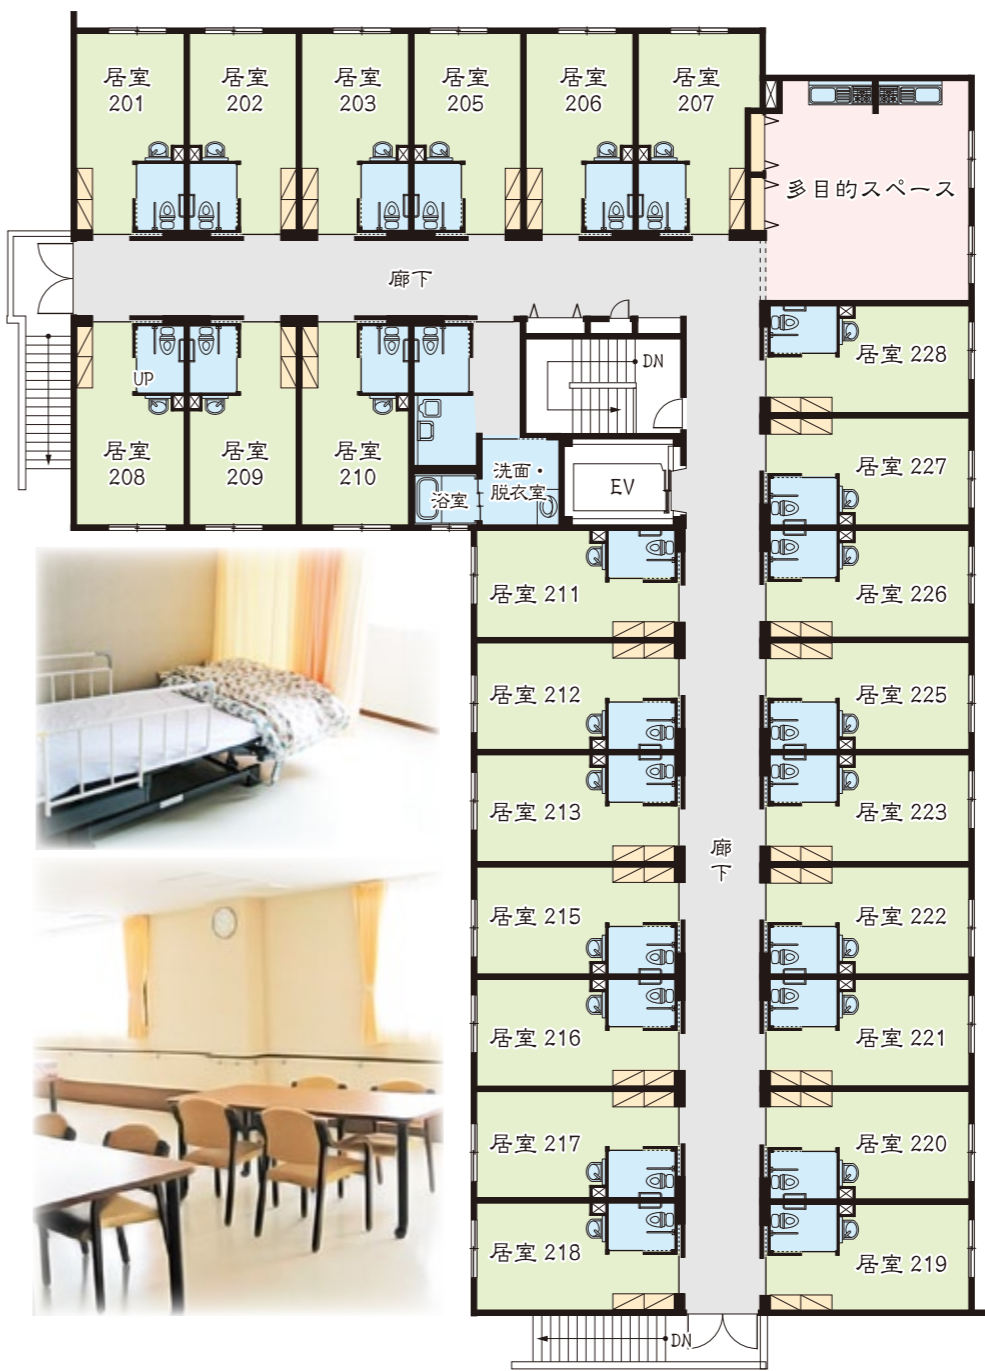 居室
201
居室
202
居室
203
居室
205
居室
206
居室
207
多目的スペース
廊下
居室 228
UP
DN
居室
208
居室
209
居室
210
浴室
洗面・
脱衣室
EV
居室 227
居室 211
居室 226
居室 212
居室 225
居室 213
居室 223
廊
下
居室 215
居室 222
居室 216
居室 221
居室 217
居室 220
居室 218
居室 219
DN